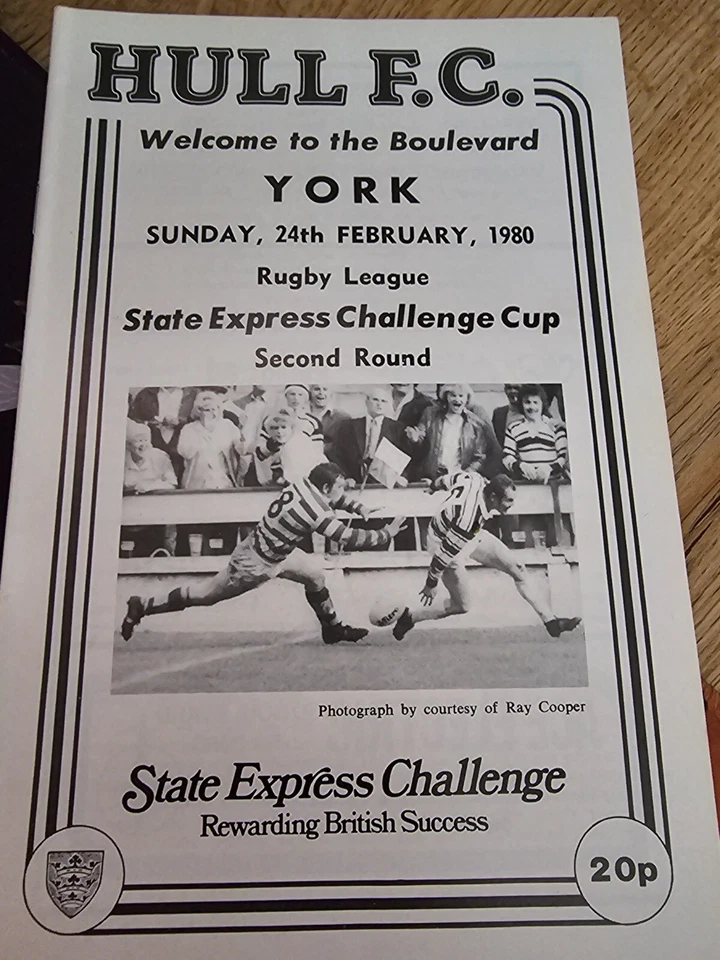 HULL F.C.
Welcome to the Boulevard
YORK
SUNDAY, 24th FEBRUARY, 1980
Rugby League
State Express Challenge Cup
Second Round
8
Photograph by courtesy of Ray Cooper
State Express Challenge
Rewarding British Success
20p